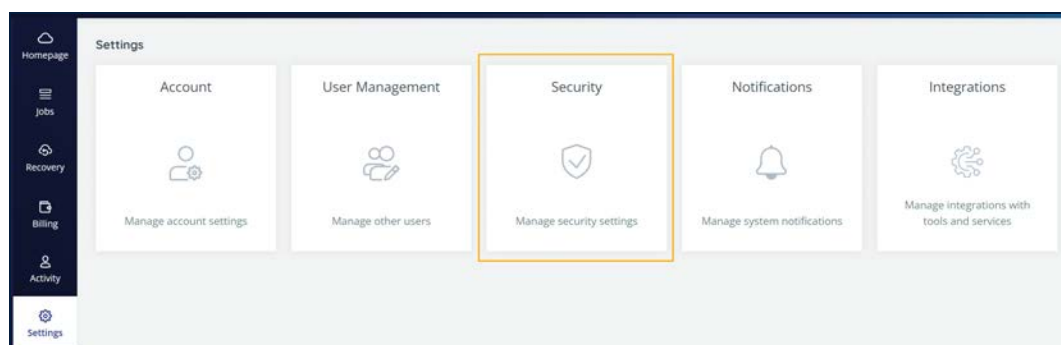 Homepage
Jobs
Recovery
Billing
Activity
Settings
Settings
Account
Manage account settings
User Management
Manage other users
Security
Manage security settings
Notifications
Manage system notifications
Integrations
Manage integrations with
tools and services